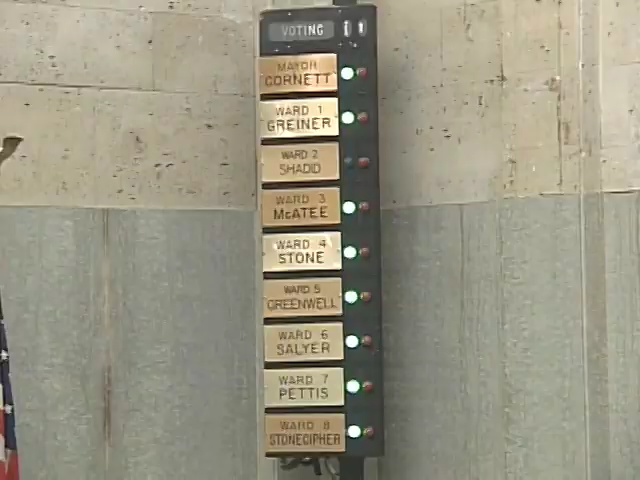 VOTING
MAYOR
CORNETT
WARD 1
GREINER
WARD 2
SHADID
WARD 3
McATEE
WARD 4
STONE
WARD 5
GREENWELL
WARD 6
SALYER
WARD 7
PETTIS
WARD 8
STONECIPHER